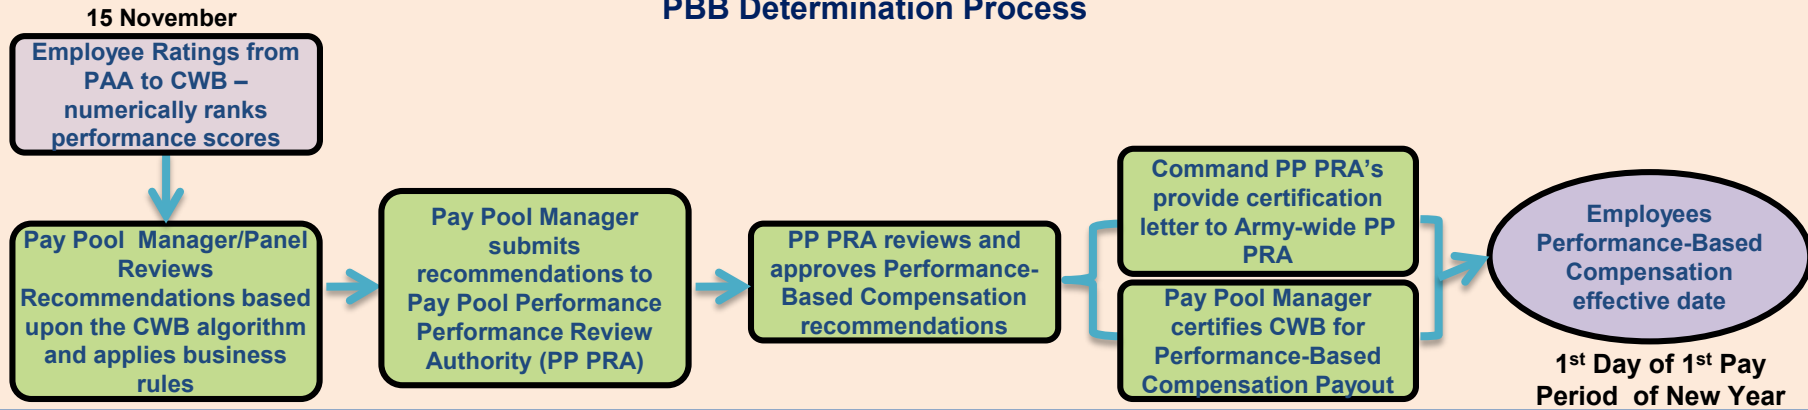 PBB Determination Process
15 November
Employee Ratings from
PAA to CWB –
numerically ranks
performance scores
Pay Pool Manager/Panel
Reviews
Recommendations based
upon the CWB algorithm
and applies business
rules
Pay Pool Manager
submits
recommendations to
Pay Pool Performance
Performance Review
Authority (PP PRA)
PP PRA reviews and
approves Performance-
Based Compensation
recommendations
Command PP PRA’s
provide certification
letter to Army-wide PP
PRA
Pay Pool Manager
certifies CWB for
Performance-Based
Compensation Payout
Employees
Performance-Based
Compensation
effective date
1st Day of 1st Pay
Period of New Year